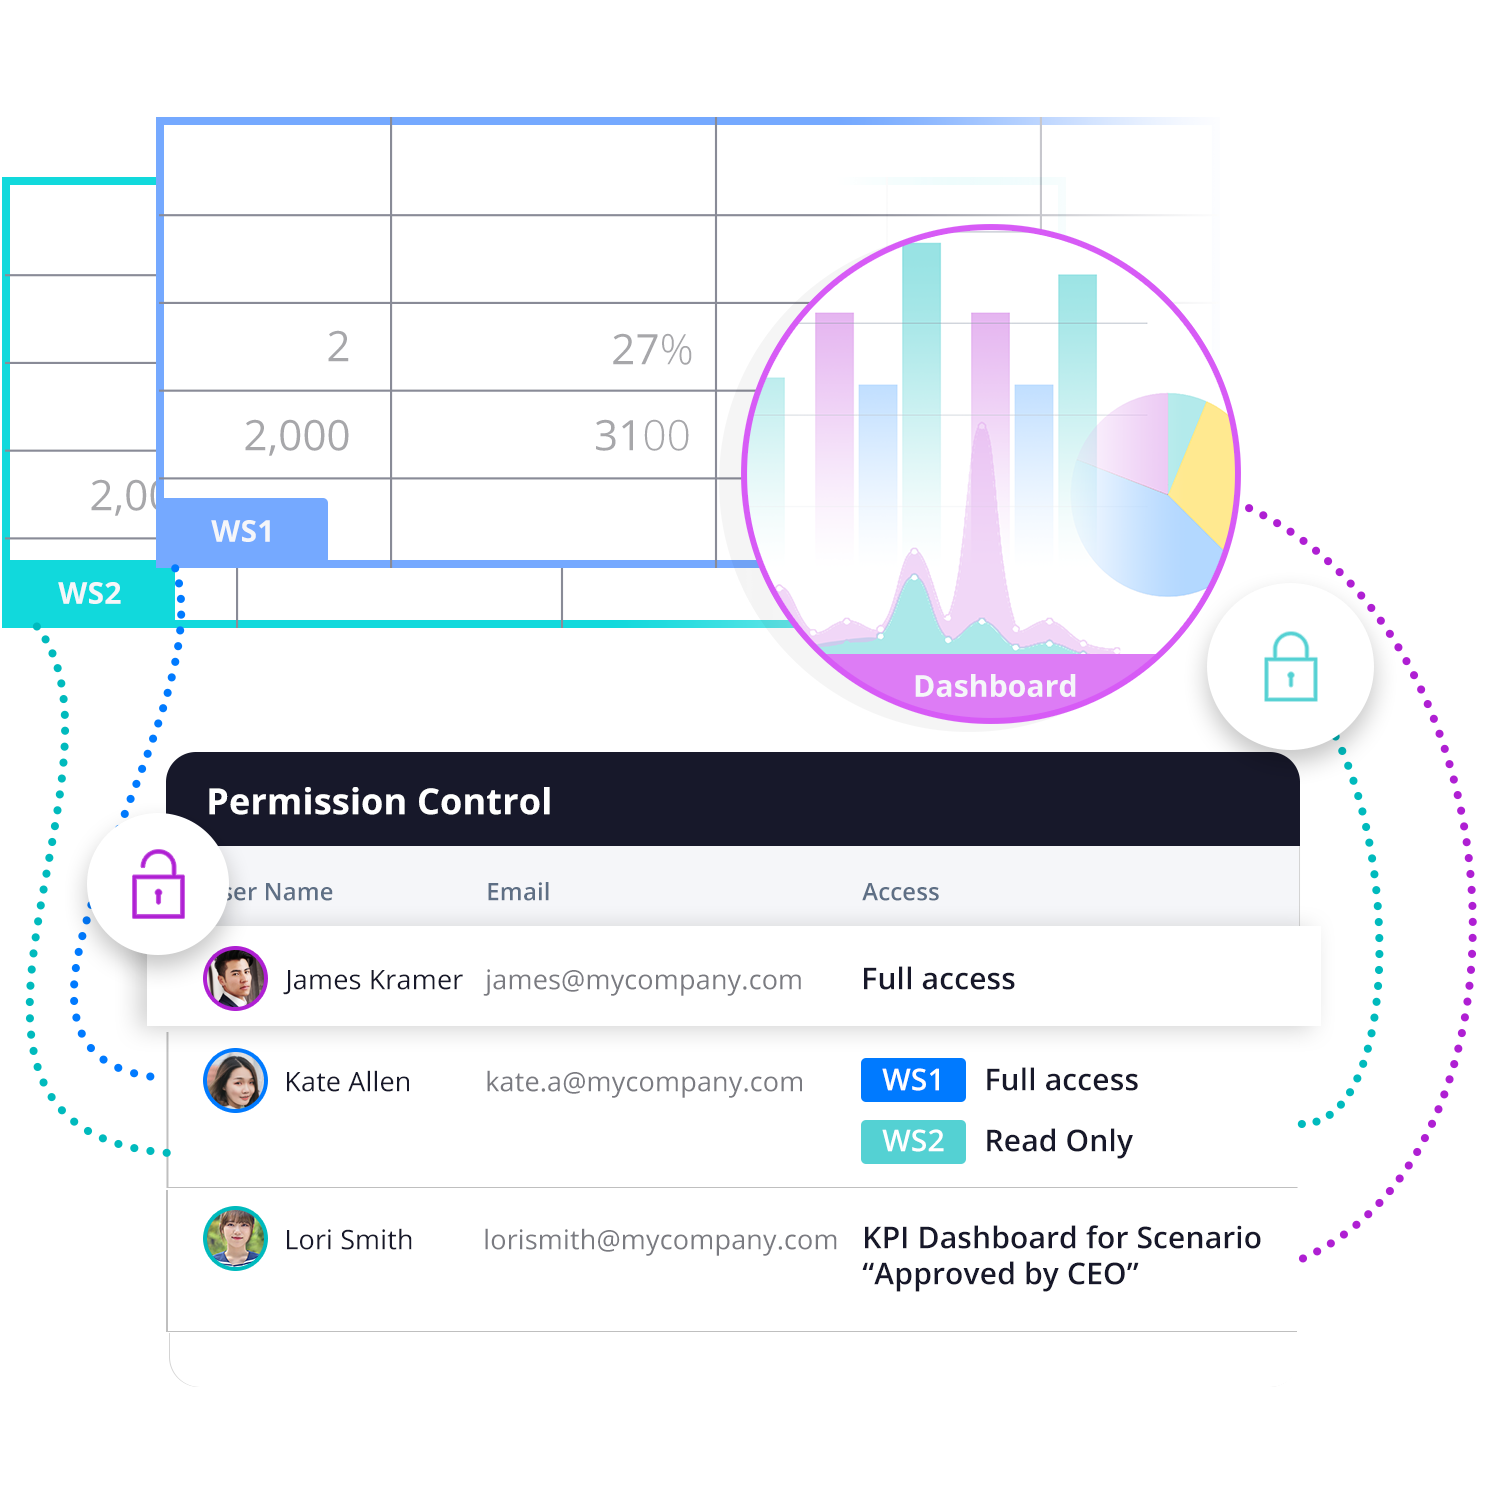 2
27%
2,000
3100
2,00
WS1
WS2
Dashboard
Permission Control
ser Name
Email
Access
James Kramer
james@mycompany.com
Full access
Kate Allen
kate.a@mycompany.com
WS1
Full access
WS2
Read Only
Lori Smith
lorismith@mycompany.com
KPI Dashboard for Scenario
“Approved by CEO”